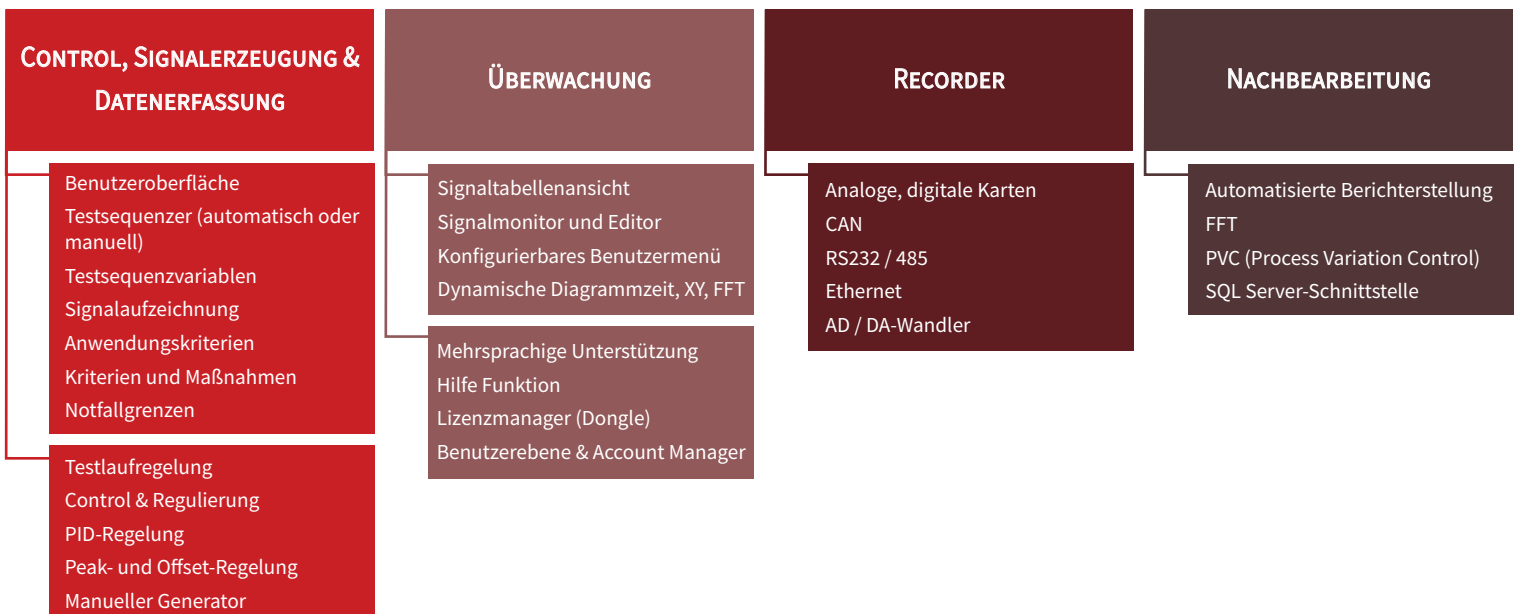 CONTROL, SIGNALERZEUGUNG &
DATENERFASSUNG
Benutzeroberfläche
Testsequenzer (automatisch oder
manuell)
Testsequenzvariablen
Signalaufzeichnung
Anwendungskriterien
Kriterien und Maßnahmen
Notfallgrenzen
Testlaufregelung
Control & Regulierung
PID-Regelung
Peak- und Offset-Regelung
Manueller Generator
ÜBERWACHUNG
Signaltabellenansicht
Signalmonitor und Editor
Konfigurierbares Benutzermenü
Dynamische Diagrammzeit, XY, FFT
Mehrsprachige Unterstützung
Hilfe Funktion
Lizenzmanager (Dongle)
Benutzerebene & Account Manager
RECORDER
Analoge, digitale Karten
CAN
RS232 / 485
Ethernet
AD / DA-Wandler
NACHBEARBEITUNG
Automatisierte Berichterstellung
FFT
PVC (Process Variation Control)
SQL Server-Schnittstelle